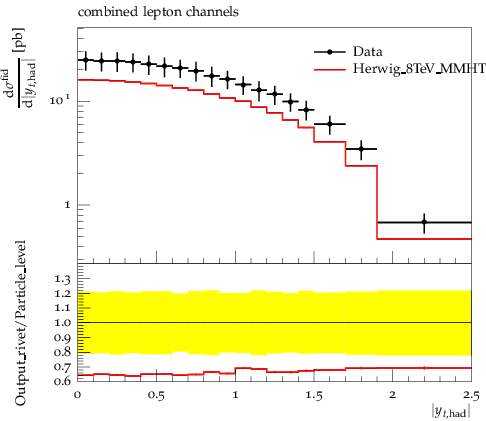 combined lepton channels
dσ^fid / d|y_t,had| [pb]
Data
Herwig_8TeV_MMHT
10^1
1
Output_rivet/Particle_level
1.3
1.2
1.1
1.0
0.9
0.8
0.7
0.6
0 0.5 1 1.5 2 2.5
|y_t,had|